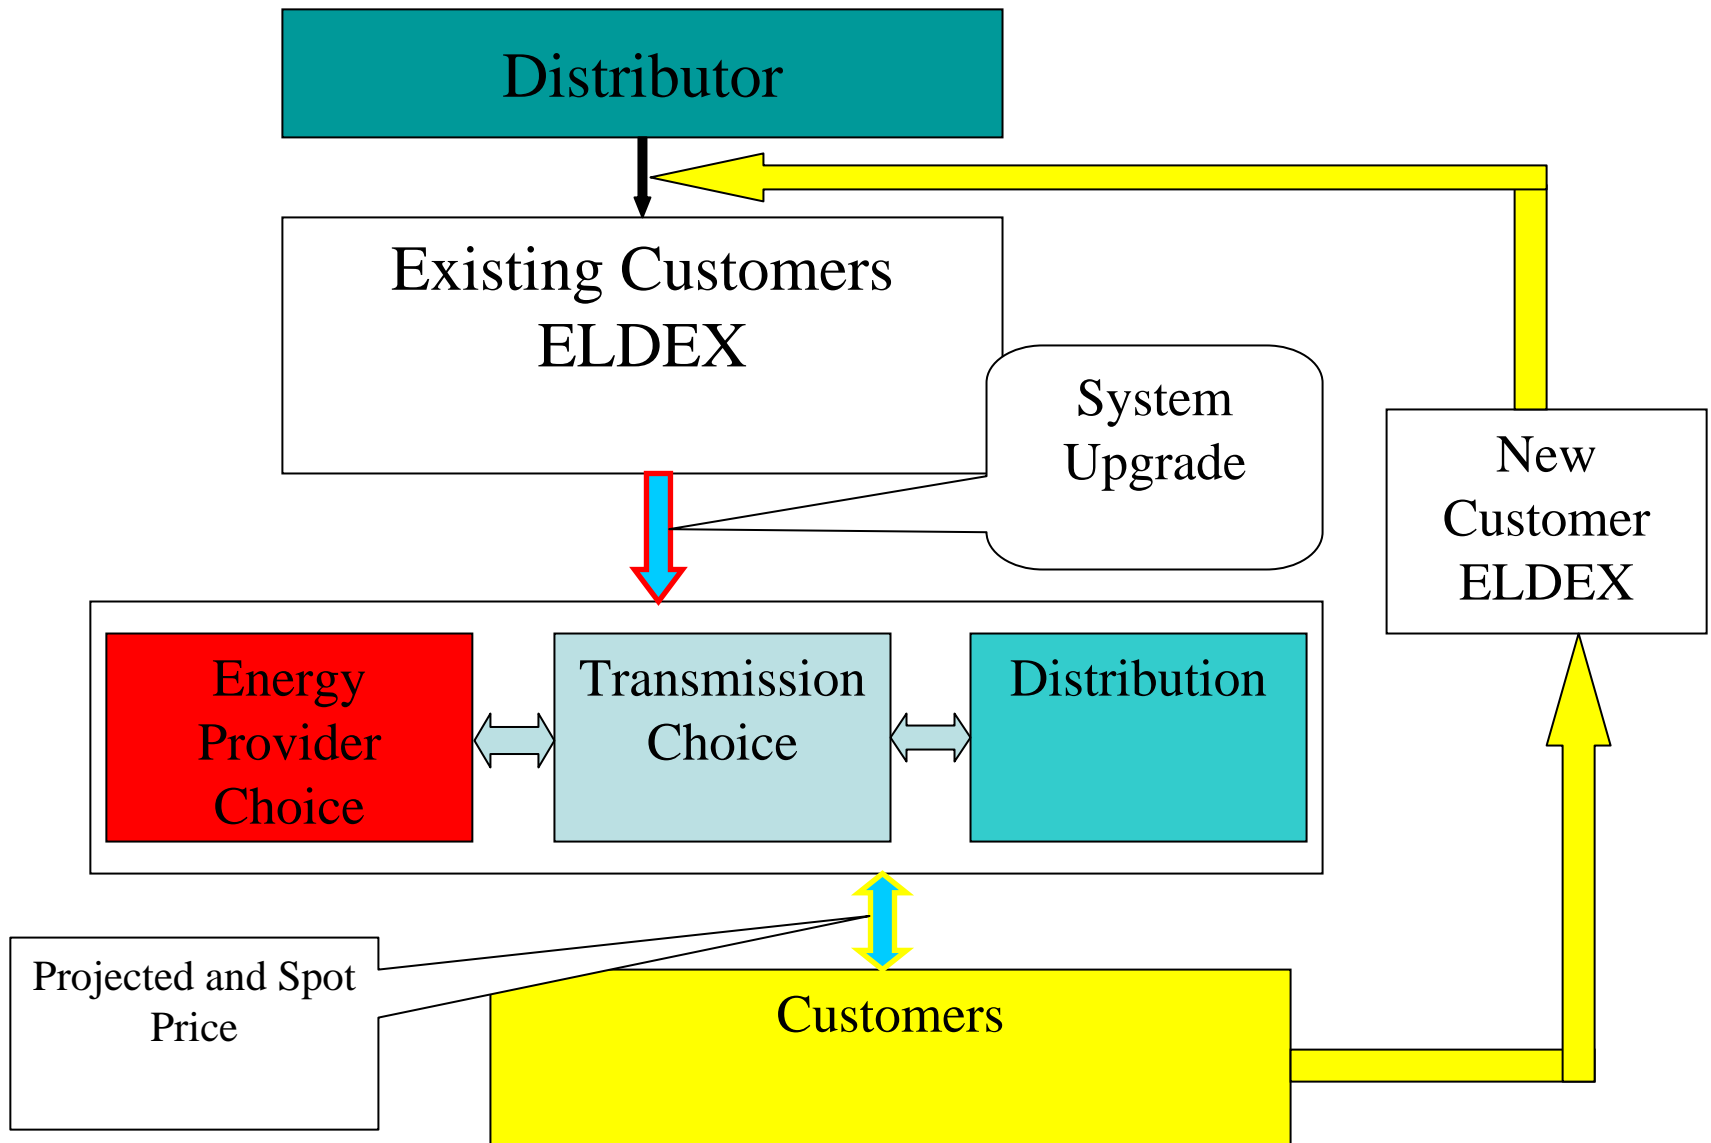 Distributor
Existing Customers
ELDEX
System
Upgrade
New
Customer
ELDEX
Energy
Provider
Choice
Transmission
Choice
Distribution
Projected and Spot
Price
Customers